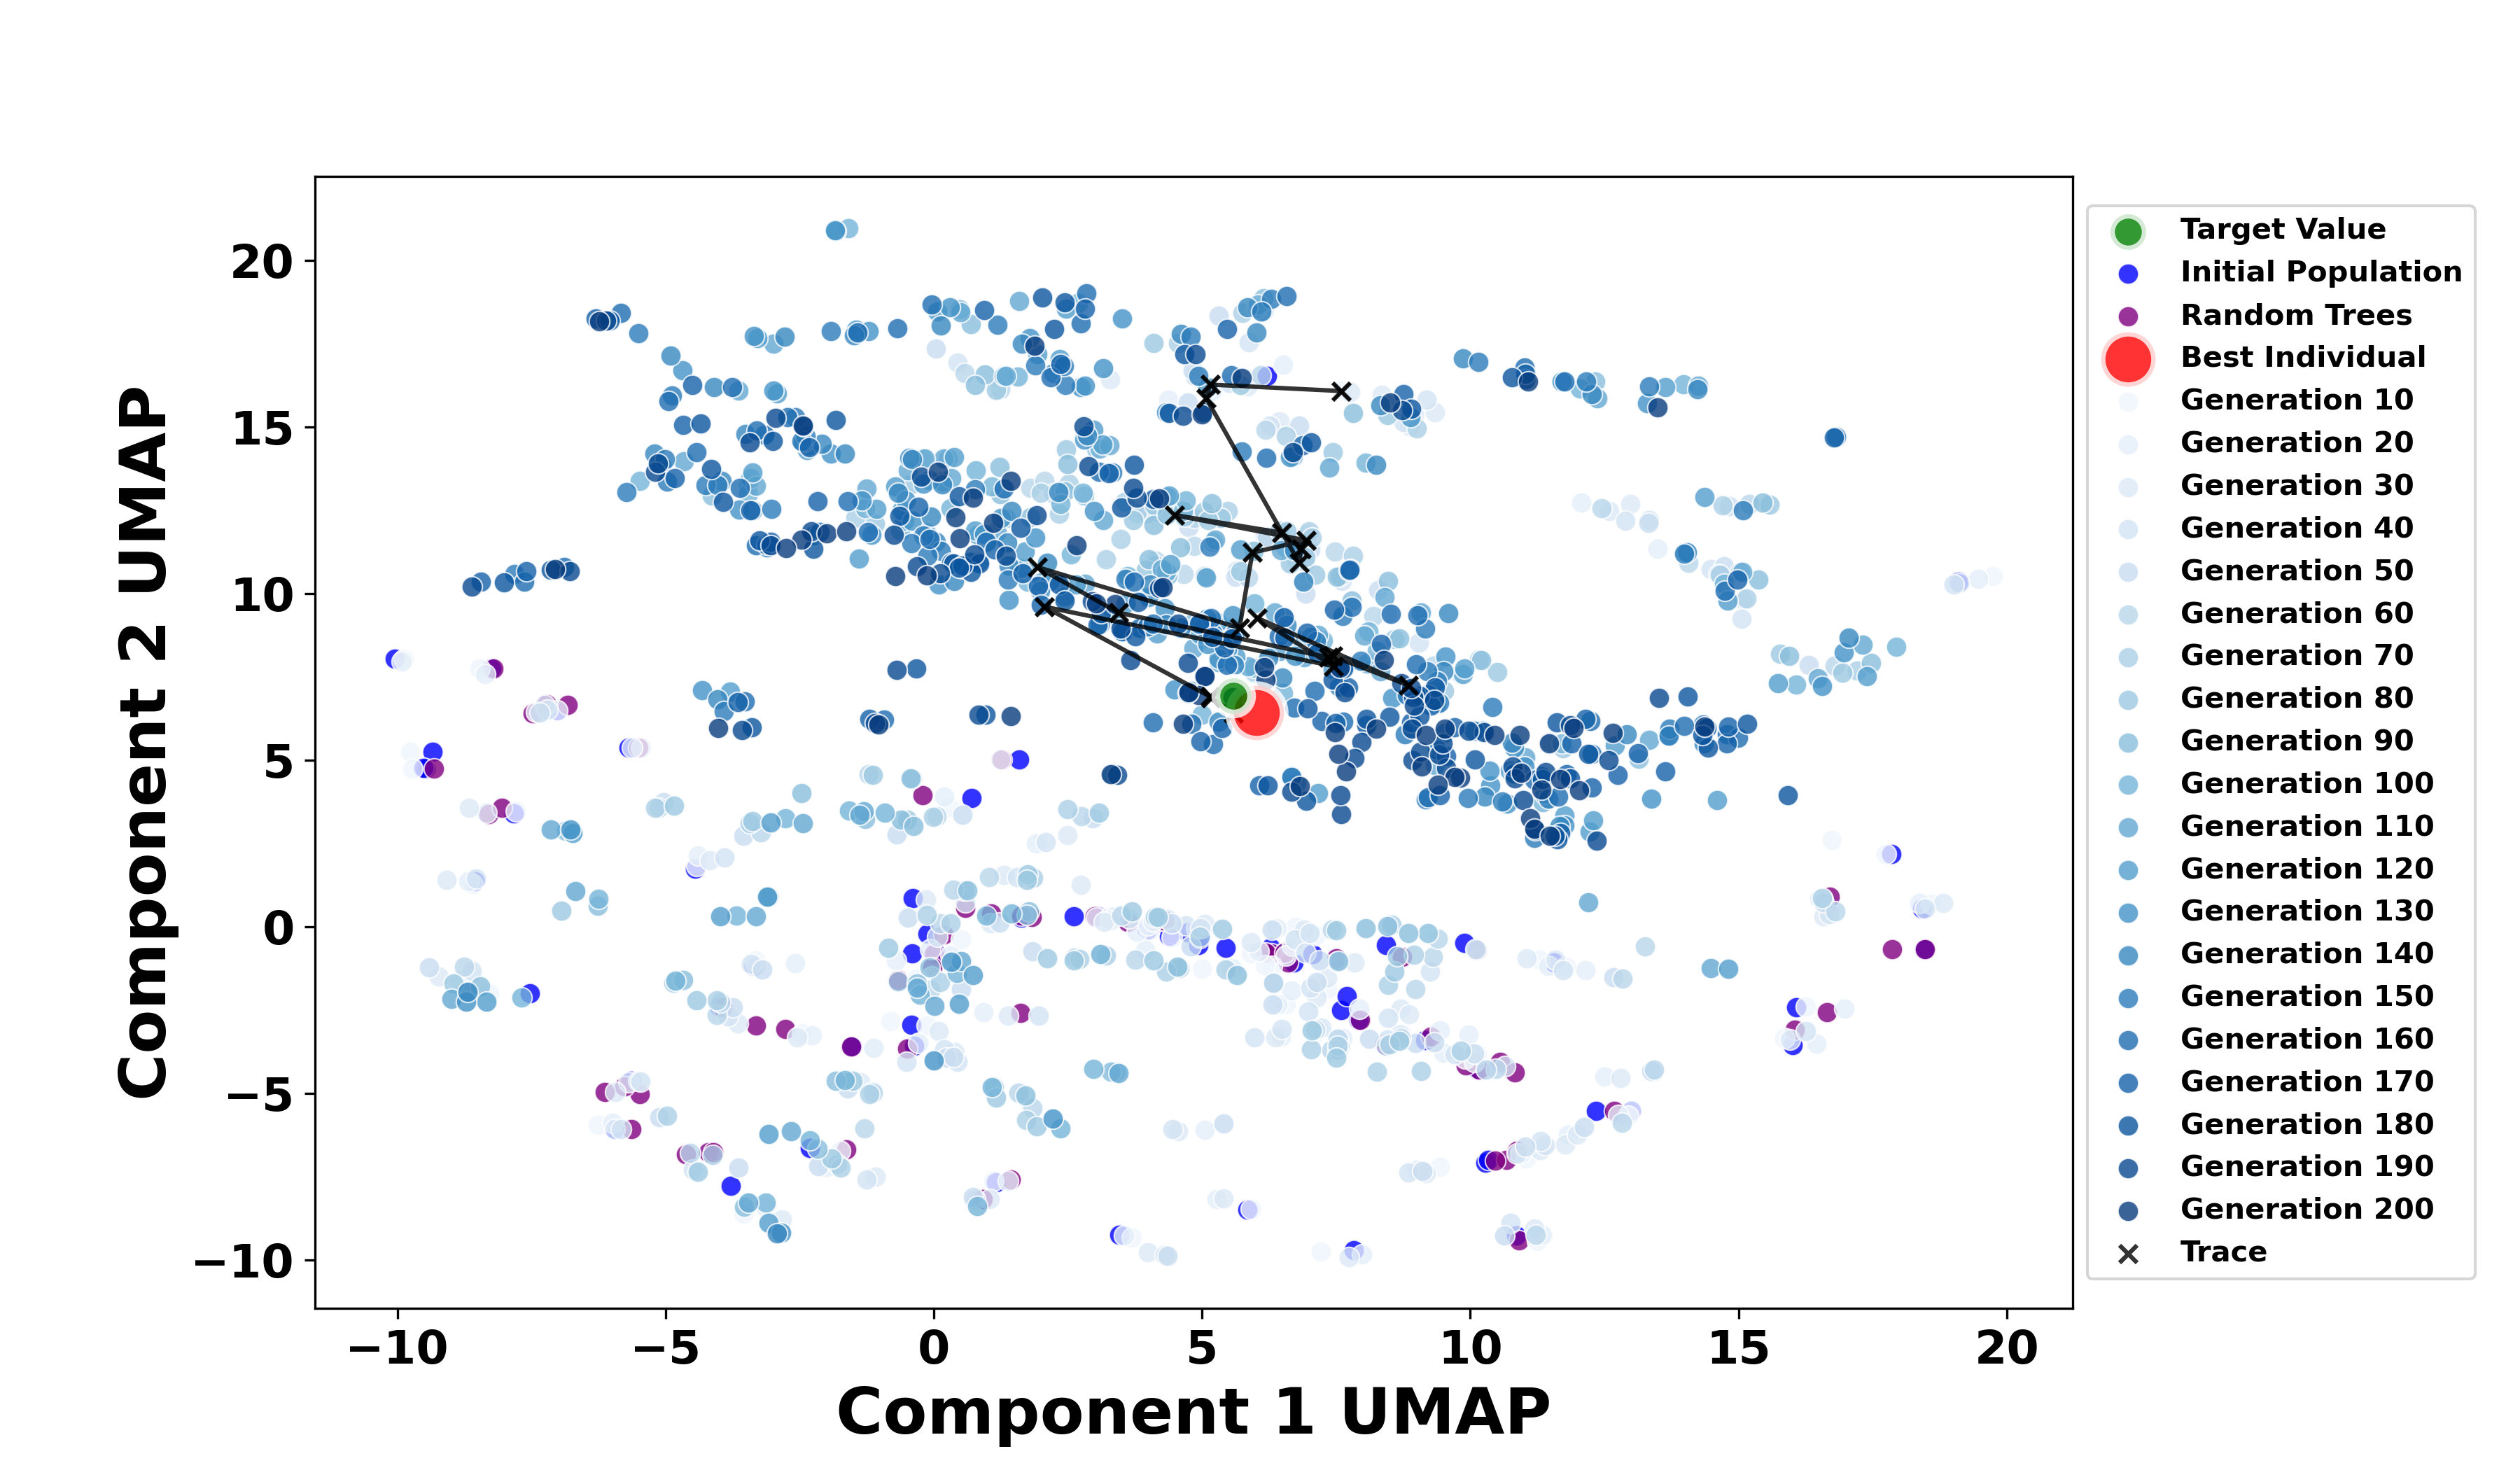 20
15
10
5
0
−5
−10
Component 2 UMAP
−10
−5
0
5
10
15
20
Component 1 UMAP
Target Value
Initial Population
Random Trees
Best Individual
Generation 10
Generation 20
Generation 30
Generation 40
Generation 50
Generation 60
Generation 70
Generation 80
Generation 90
Generation 100
Generation 110
Generation 120
Generation 130
Generation 140
Generation 150
Generation 160
Generation 170
Generation 180
Generation 190
Generation 200
Trace